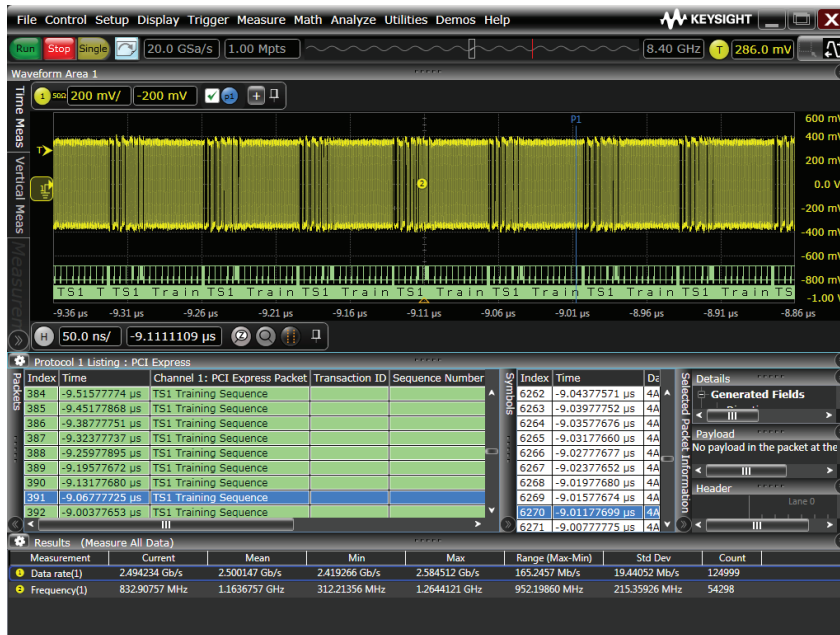 File Control Setup Display Trigger Measure Math Analyze Utilities Demos Help KEYSIGHT
Run Stop Single 20.0 GSa/s 1.00 Mpts 8.40 GHz T 286.0 mV
Waveform Area 1
Time Meas
Vertical Meas
Measurem
1 50Ω 200 mV/ -200 mV p1 +
P1
T
2
600 mV
400 mV
200 mV
0.0 V
-200 mV
-400 mV
-600 mV
-800 mV
-1.00 V
TS1 T TS1 Train TS1 Train TS1 Train TS1 Train TS1 Train TS1 Train TS1 Train TS
-9.36 µs -9.31 µs -9.26 µs -9.21 µs -9.16 µs -9.11 µs -9.06 µs -9.01 µs -8.96 µs -8.91 µs -8.86 µs
H 50.0 ns/ -9.1111109 µs
Protocol 1 Listing : PCI Express
Packets
Index Time Channel 1: PCI Express Packet Transaction ID Sequence Number
384 -9.51577774 µs TS1 Training Sequence
385 -9.45177868 µs TS1 Training Sequence
386 -9.38777751 µs TS1 Training Sequence
387 -9.32377737 µs TS1 Training Sequence
388 -9.25977895 µs TS1 Training Sequence
389 -9.19577672 µs TS1 Training Sequence
390 -9.13177680 µs TS1 Training Sequence
391 -9.06777725 µs TS1 Training Sequence
392 -9.00377653 µs TS1 Training Sequence
Symbols
Index Time Da
6262 -9.04377571 µs 4A
6263 -9.03977752 µs 4A
6264 -9.03577676 µs 4A
6265 -9.03177660 µs 4A
6266 -9.02777677 µs 4A
6267 -9.02377652 µs 4A
6268 -9.01977680 µs 4A
6269 -9.01577674 µs 4A
6270 -9.01177699 µs 4A
6271 -9.00777775 µs 4A
Selected Packet Information
Details
Generated Fields
Payload
No payload in the packet at the
Header
Lane 0
Results (Measure All Data)
Measurement Current Mean Min Max Range (Max-Min) Std Dev Count
1 Data rate(1) 2.494234 Gb/s 2.500147 Gb/s 2.419266 Gb/s 2.584512 Gb/s 165.2457 Mb/s 19.44052 Mb/s 124999
2 Frequency(1) 832.90757 MHz 1.1636757 GHz 312.21356 MHz 1.2644121 GHz 952.19860 MHz 215.35926 MHz 54298